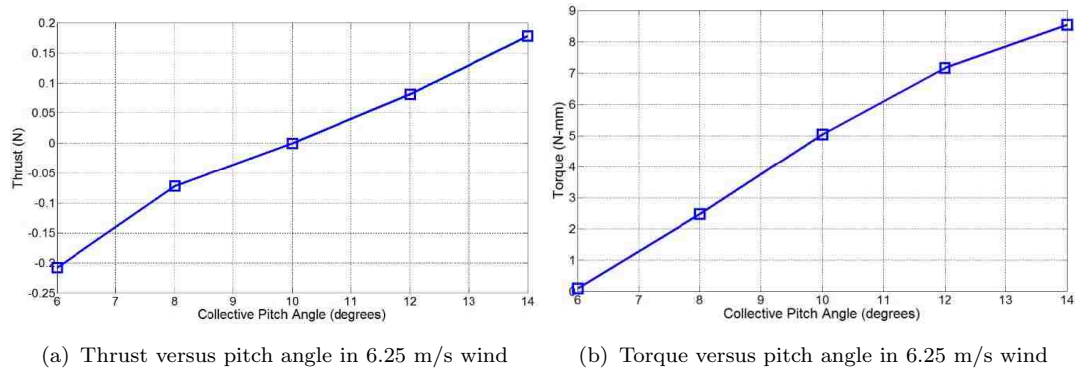 0.2
0.15
0.1
0.05
0
-0.05
-0.1
-0.15
-0.2
-0.25
Thrust (N)
6 7 8 9 10 11 12 13 14
Collective Pitch Angle (degrees)
(a) Thrust versus pitch angle in 6.25 m/s wind
9
8
7
6
5
4
3
2
1
0
Torque (N-mm)
6 7 8 9 10 11 12 13 14
Collective Pitch Angle (degrees)
(b) Torque versus pitch angle in 6.25 m/s wind